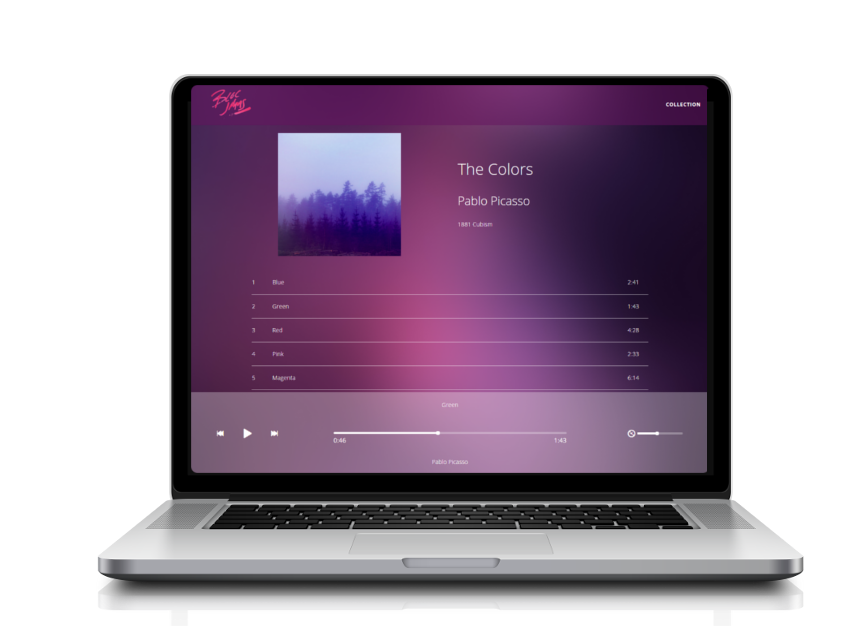 Bloc
Jams
COLLECTION
The Colors
Pablo Picasso
1881 Cubism
1 Blue 2:41
2 Green 1:43
3 Red 4:28
4 Pink 2:33
5 Magenta 6:14
Green
0:46 1:43
Pablo Picasso